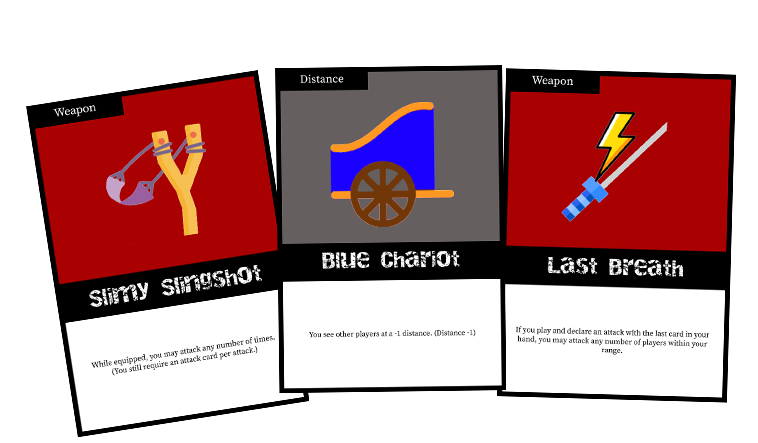 Weapon
Slimy Slingshot
While equipped, you may attack any number of times.
(You still require an attack card per attack.)
Distance
Blue Chariot
You see other players at a -1 distance. (Distance -1)
Weapon
Last Breath
If you play and declare an attack with the last card in your
hand, you may attack any number of players within your
range.